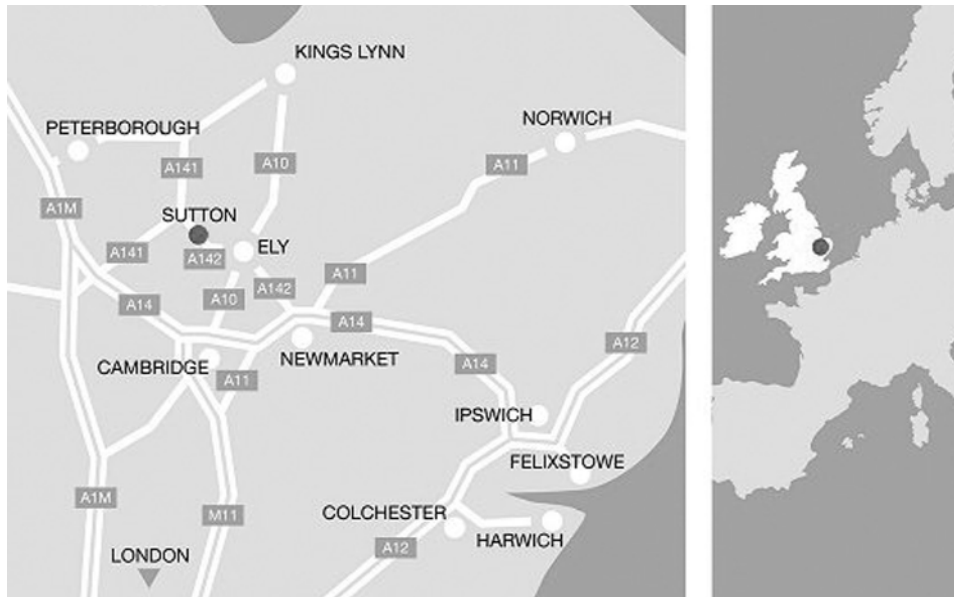 KINGS LYNN
NORWICH
PETERBOROUGH
A10
A11
A141
A1M
SUTTON
A141
A142
ELY
A11
A14
A10
A142
A14
A12
CAMBRIDGE
NEWMARKET
A14
A11
IPSWICH
FELIXSTOWE
A1M
M11
COLCHESTER
HARWICH
A12
LONDON